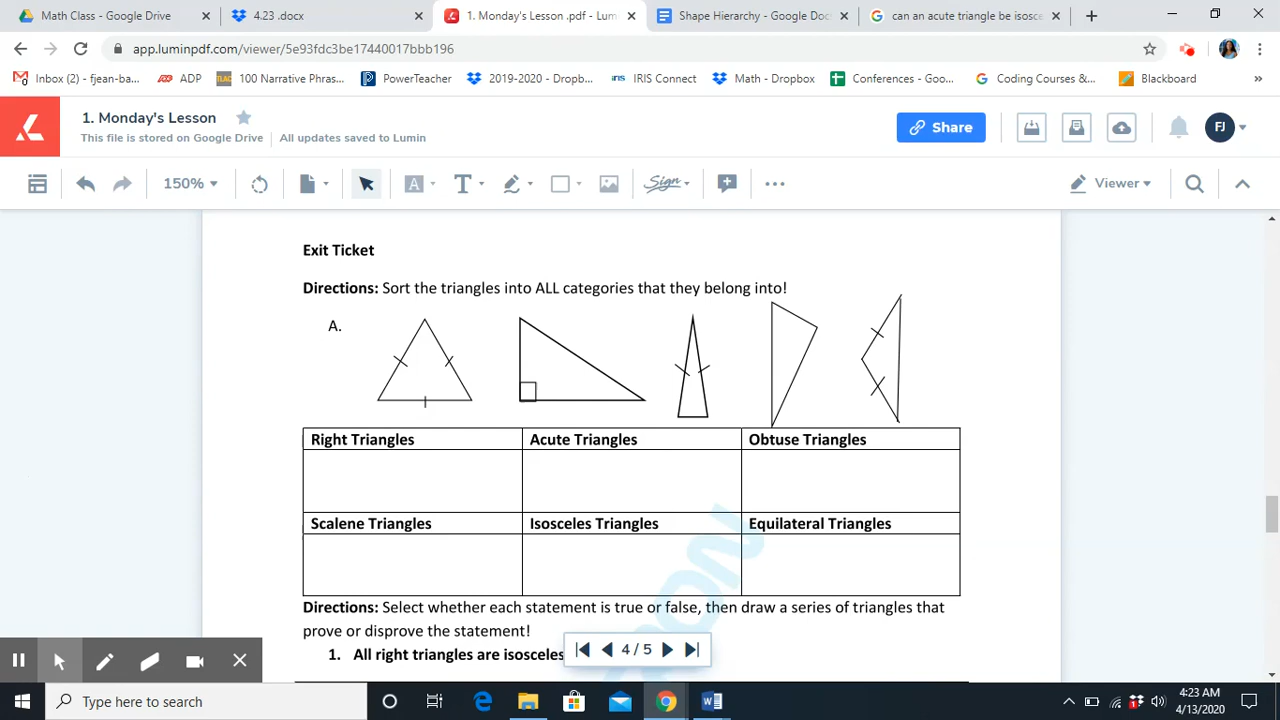 Math Class - Google Drive
4.23 .docx
1. Monday's Lesson .pdf - Lum
Shape Hierarchy - Google Doc
can an acute triangle be isosce
app.luminpdf.com/viewer/5e93fdc3be17440017bbb196
Inbox (2) - fjean-ba...
ADP
100 Narrative Phras...
PowerTeacher
2019-2020 - Dropb...
iris
IRIS Connect
Math - Dropbox
Conferences - Goo...
Coding Courses &...
Blackboard
1. Monday's Lesson
This file is stored on Google Drive
All updates saved to Lumin
Share
FJ
150%
A
T
Sign
Viewer
Exit Ticket
Directions: Sort the triangles into ALL categories that they belong into!
A.
Right Triangles
Acute Triangles
Obtuse Triangles
Scalene Triangles
Isosceles Triangles
Equilateral Triangles
Directions: Select whether each statement is true or false, then draw a series of triangles that
prove or disprove the statement!
1. All right triangles are isosceles
4 / 5
Type here to search
4:23 AM
4/13/2020